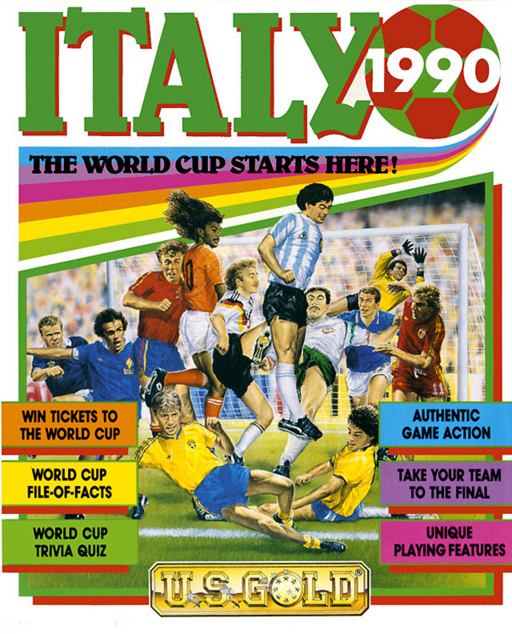 ITALY
1990
THE WORLD CUP STARTS HERE!
WIN TICKETS TO
THE WORLD CUP
WORLD CUP
FILE-OF-FACTS
WORLD CUP
TRIVIA QUIZ
AUTHENTIC
GAME ACTION
TAKE YOUR TEAM
TO THE FINAL
UNIQUE
PLAYING FEATURES
U.S. GOLD